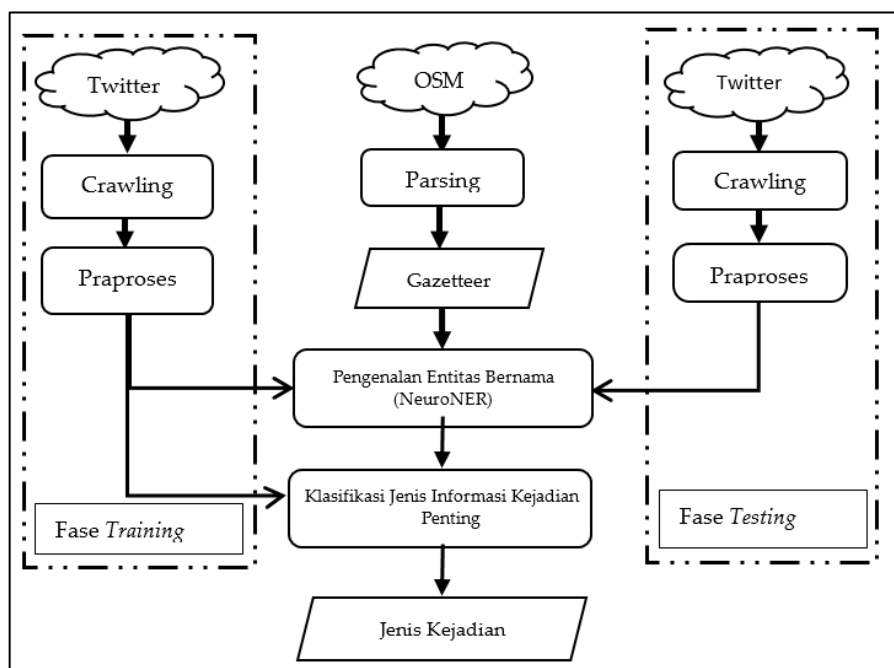 Twitter
OSM
Twitter
Crawling
Parsing
Crawling
Praproses
Gazetteer
Praproses
Pengenalan Entitas Bernama
(NeuroNER)
Klasifikasi Jenis Informasi Kejadian
Penting
Fase Training
Fase Testing
Jenis Kejadian